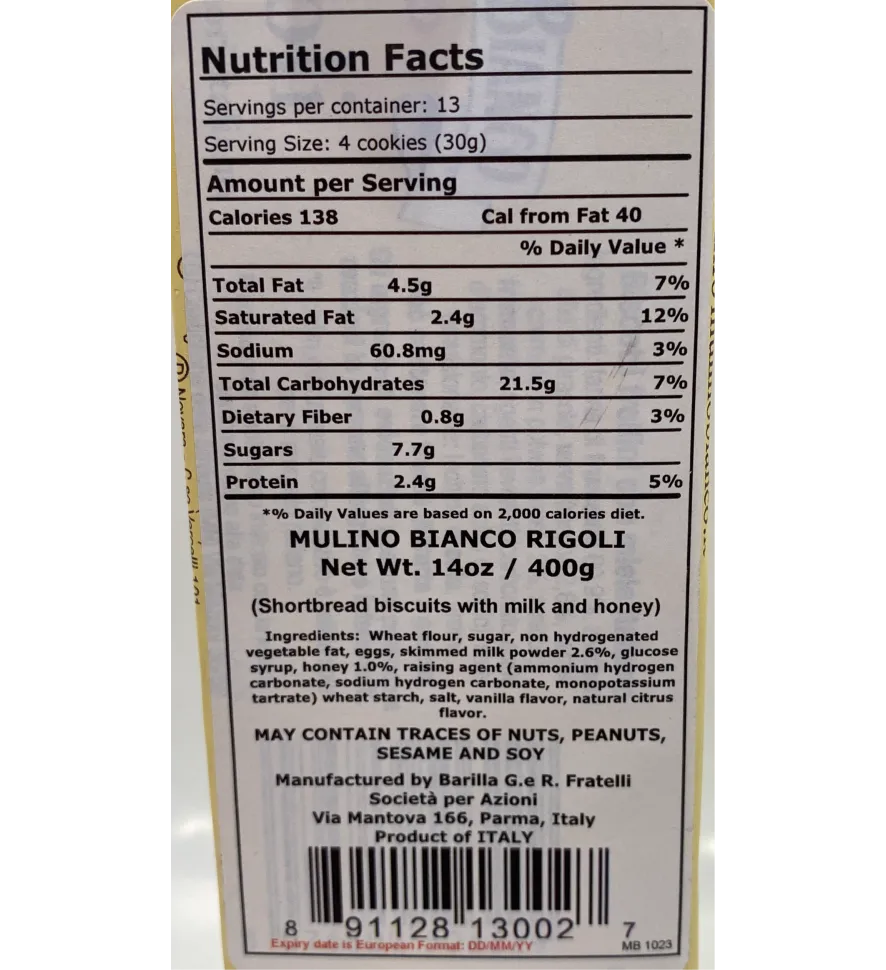 Nutrition Facts
Servings per container: 13
Serving Size: 4 cookies (30g)
Amount per Serving
Calories 138 Cal from Fat 40
% Daily Value *
Total Fat 4.5g 7%
Saturated Fat 2.4g 12%
Sodium 60.8mg 3%
Total Carbohydrates 21.5g 7%
Dietary Fiber 0.8g 3%
Sugars 7.7g
Protein 2.4g 5%
*% Daily Values are based on 2,000 calories diet.
MULINO BIANCO RIGOLI
Net Wt. 14oz / 400g
(Shortbread biscuits with milk and honey)
Ingredients: Wheat flour, sugar, non hydrogenated
vegetable fat, eggs, skimmed milk powder 2.6%, glucose
syrup, honey 1.0%, raising agent (ammonium hydrogen
carbonate, sodium hydrogen carbonate, monopotassium
tartrate) wheat starch, salt, vanilla flavor, natural citrus
flavor.
MAY CONTAIN TRACES OF NUTS, PEANUTS,
SESAME AND SOY
Manufactured by Barilla G.e R. Fratelli
Società per Azioni
Via Mantova 166, Parma, Italy
Product of ITALY
8 91128 13002 7
Expiry date is European Format: DD/MM/YY
MB 1023